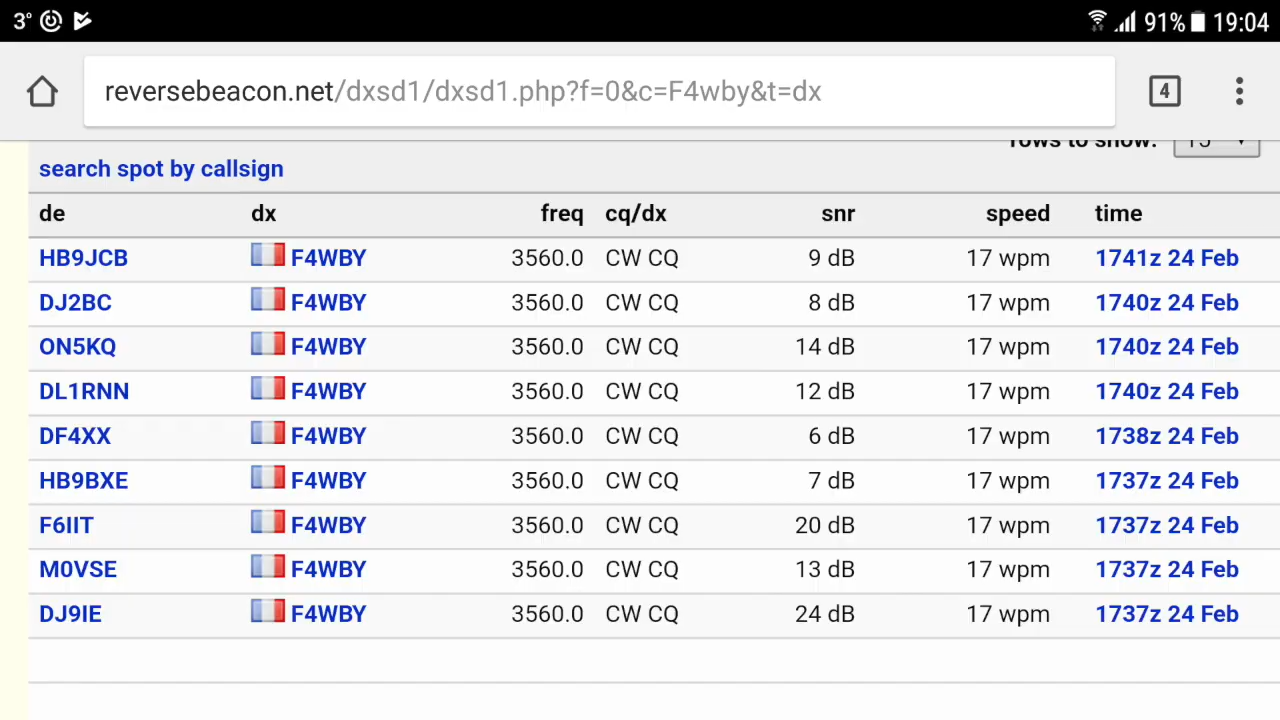 3° 91% 19:04
reversebeacon.net/dxsd1/dxsd1.php?f=0&c=F4wby&t=dx 4
rows to show: 15
search spot by callsign
de dx freq cq/dx snr speed time
HB9JCB F4WBY 3560.0 CW CQ 9 dB 17 wpm 1741z 24 Feb
DJ2BC F4WBY 3560.0 CW CQ 8 dB 17 wpm 1740z 24 Feb
ON5KQ F4WBY 3560.0 CW CQ 14 dB 17 wpm 1740z 24 Feb
DL1RNN F4WBY 3560.0 CW CQ 12 dB 17 wpm 1740z 24 Feb
DF4XX F4WBY 3560.0 CW CQ 6 dB 17 wpm 1738z 24 Feb
HB9BXE F4WBY 3560.0 CW CQ 7 dB 17 wpm 1737z 24 Feb
F6IIT F4WBY 3560.0 CW CQ 20 dB 17 wpm 1737z 24 Feb
M0VSE F4WBY 3560.0 CW CQ 13 dB 17 wpm 1737z 24 Feb
DJ9IE F4WBY 3560.0 CW CQ 24 dB 17 wpm 1737z 24 Feb